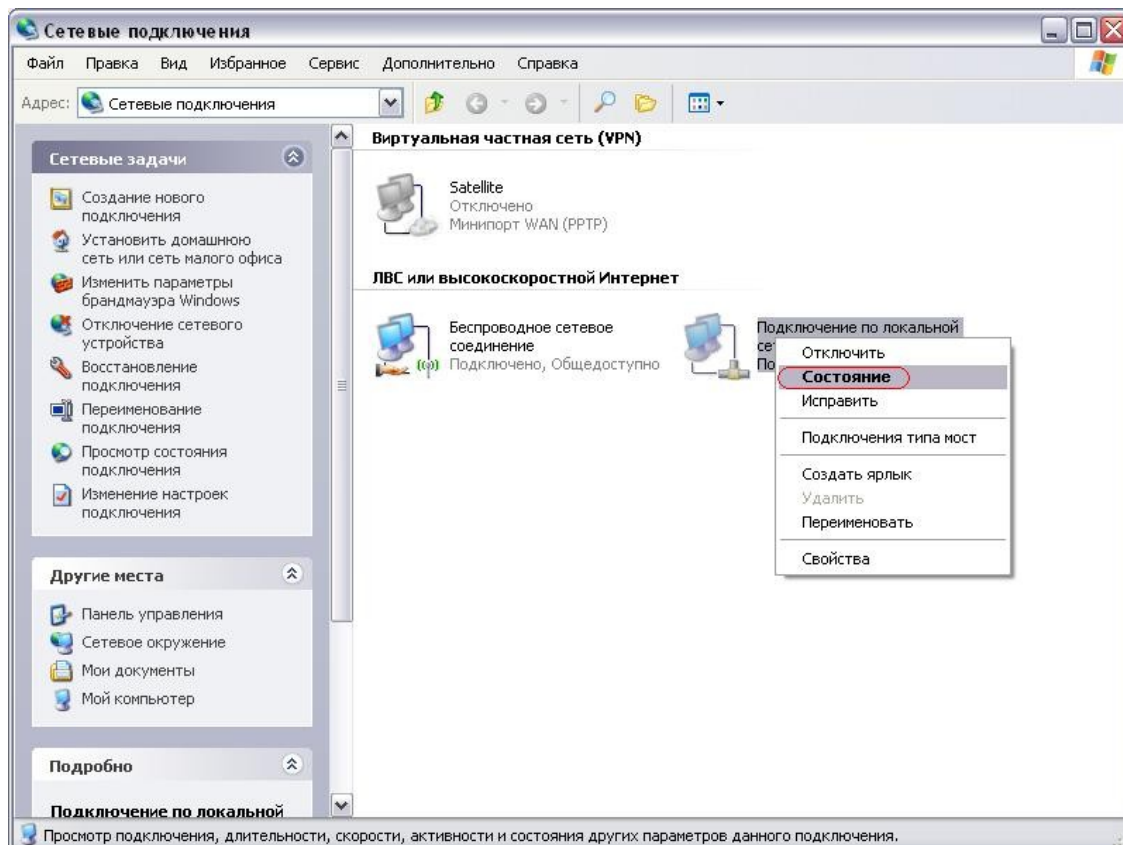 Сетевые подключения
Файл Правка Вид Избранное Сервис Дополнительно Справка
Адрес: Сетевые подключения
Сетевые задачи
Создание нового
подключения
Установить домашнюю
сеть или сеть малого офиса
Изменить параметры
брандмауэра Windows
Отключение сетевого
устройства
Восстановление
подключения
Переименование
подключения
Просмотр состояния
подключения
Изменение настроек
подключения
Другие места
Панель управления
Сетевое окружение
Мои документы
Мой компьютер
Подробно
Подключение по локальной
Виртуальная частная сеть (VPN)
Satellite
Отключено
Минипорт WAN (PPTP)
ЛВС или высокоскоростной Интернет
Беспроводное сетевое
соединение
Подключено, Общедоступно
Подключение по локальной
Отключить
Состояние
Исправить
Подключения типа мост
Создать ярлык
Удалить
Переименовать
Свойства
Просмотр подключения, длительности, скорости, активности и состояния других параметров данного подключения.